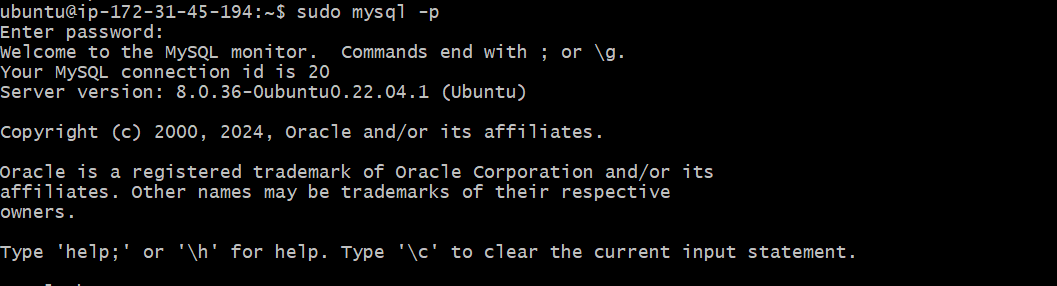 ubuntu@ip-172-31-45-194:~$ sudo mysql -p
Enter password:
Welcome to the MySQL monitor.  Commands end with ; or \g.
Your MySQL connection id is 20
Server version: 8.0.36-0ubuntu0.22.04.1 (Ubuntu)
Copyright (c) 2000, 2024, Oracle and/or its affiliates.
Oracle is a registered trademark of Oracle Corporation and/or its
affiliates. Other names may be trademarks of their respective
owners.
Type 'help;' or '\h' for help. Type '\c' to clear the current input statement.